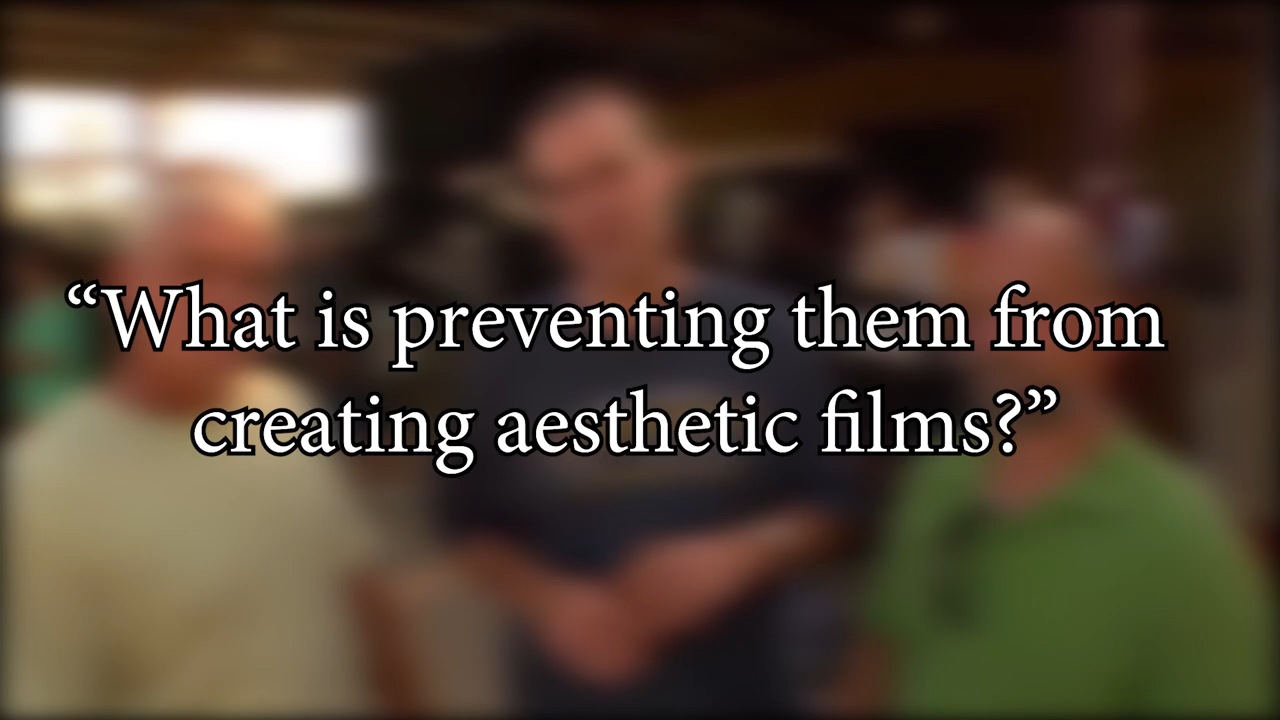 “What is preventing them from
creating aesthetic films?”